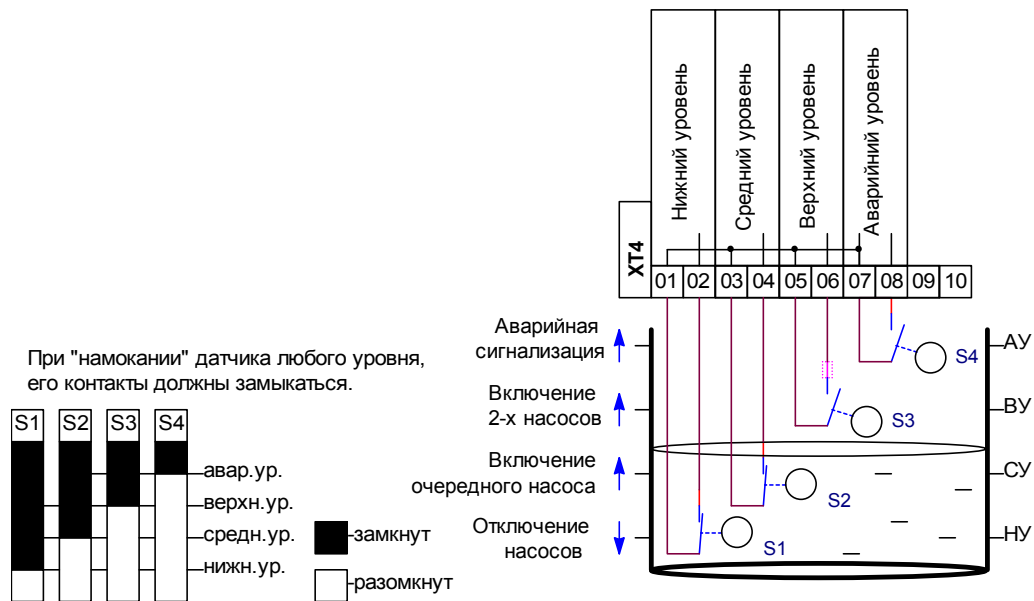 Нижний уровень
Средний уровень
Верхний уровень
Аварийный уровень
XT4
01 02 03 04 05 06 07 08 09 10
Аварийная
сигнализация
Включение
2-х насосов
Включение
очередного насоса
Отключение
насосов
S4
S3
S2
S1
АУ
ВУ
СУ
НУ
При "намокании" датчика любого уровня,
его контакты должны замыкаться.
S1 S2 S3 S4
авар.ур.
верхн.ур.
средн.ур.
нижн.ур.
-замкнут
-разомкнут